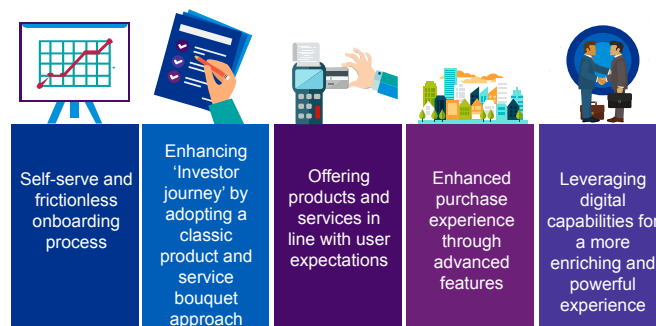 Self-serve and
frictionless
onboarding
process
Enhancing
‘Investor
journey’ by
adopting a
classic
product and
service
bouquet
approach
Offering
products and
services in
line with user
expectations
Enhanced
purchase
experience
through
advanced
features
Leveraging
digital
capabilities for
a more
enriching and
powerful
experience